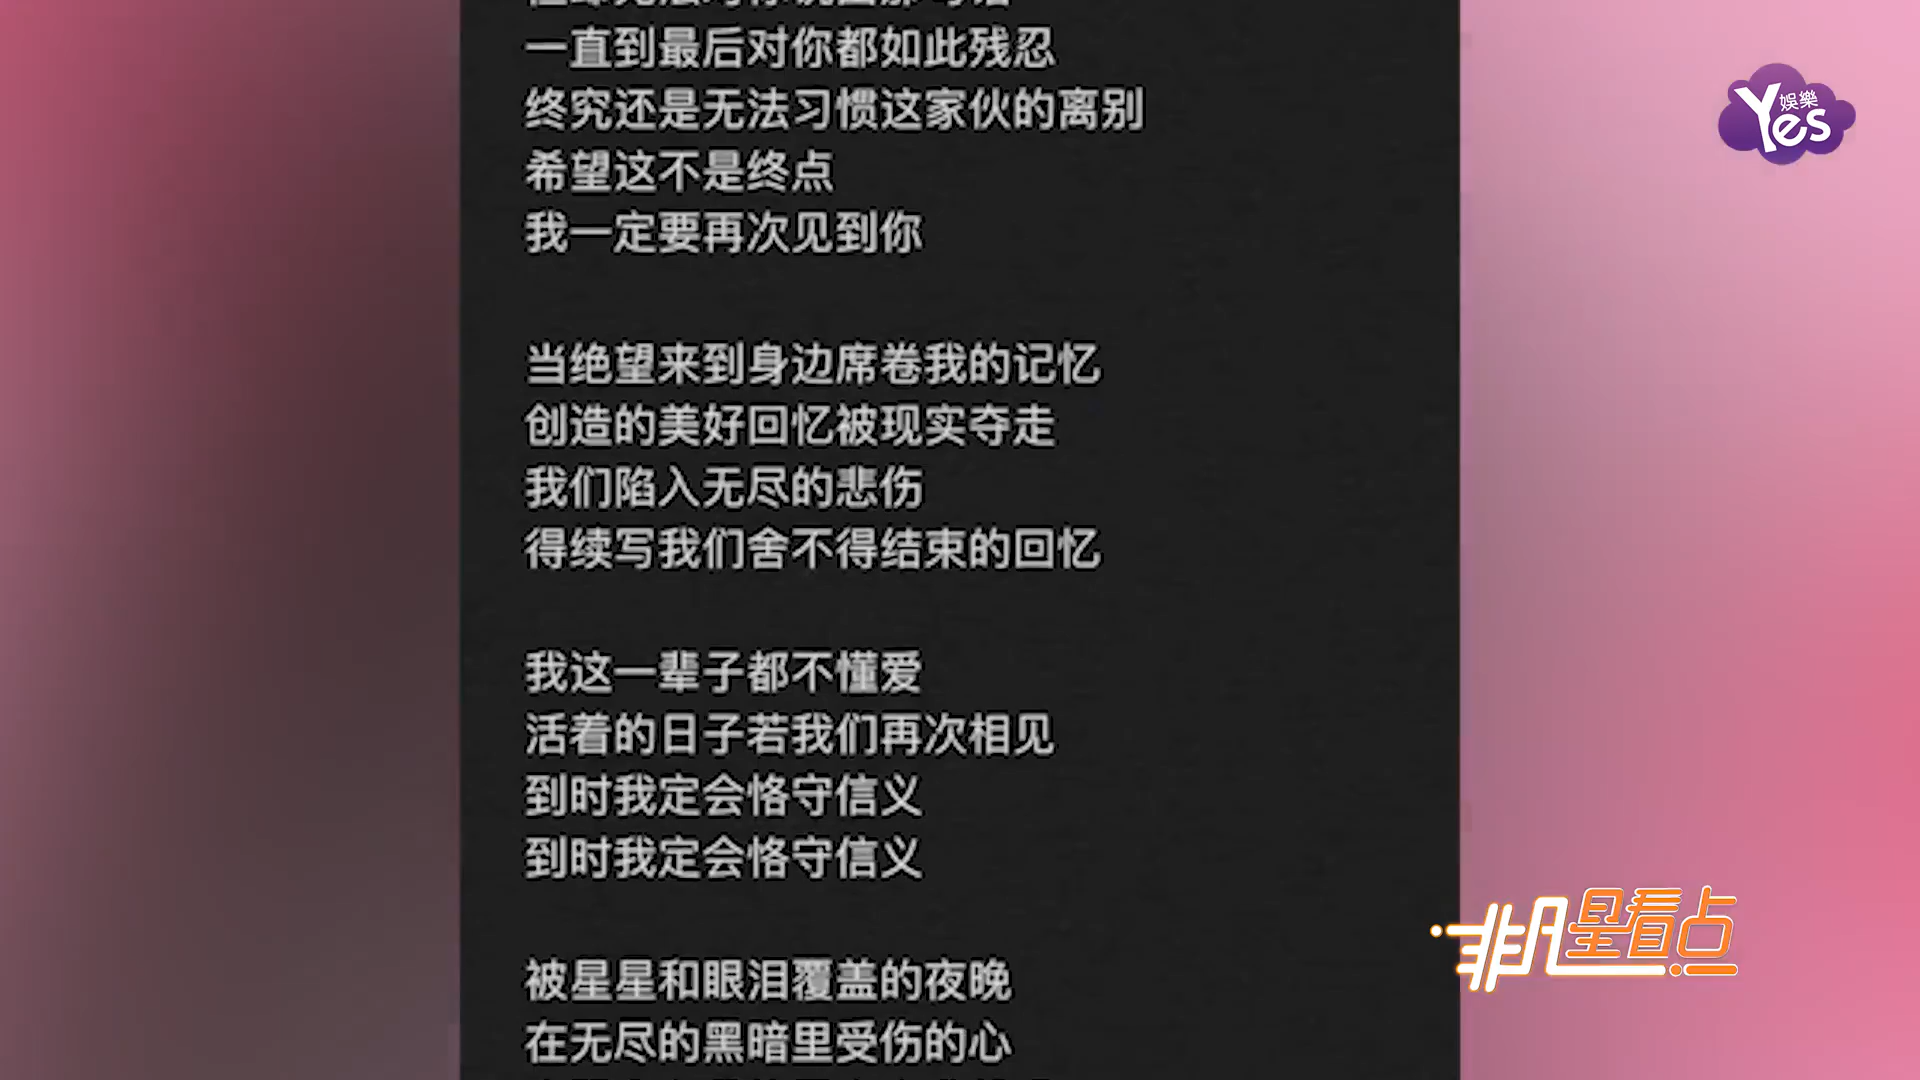 一直到最后对你都如此残忍
终究还是无法习惯这家伙的离别
希望这不是终点
我一定要再次见到你
当绝望来到身边席卷我的记忆
创造的美好回忆被现实夺走
我们陷入无尽的悲伤
得续写我们舍不得结束的回忆
我这一辈子都不懂爱
活着的日子若我们再次相见
到时我定会恪守信义
到时我定会恪守信义
被星星和眼泪覆盖的夜晚
在无尽的黑暗里受伤的心
Yes娛樂
非凡星看点